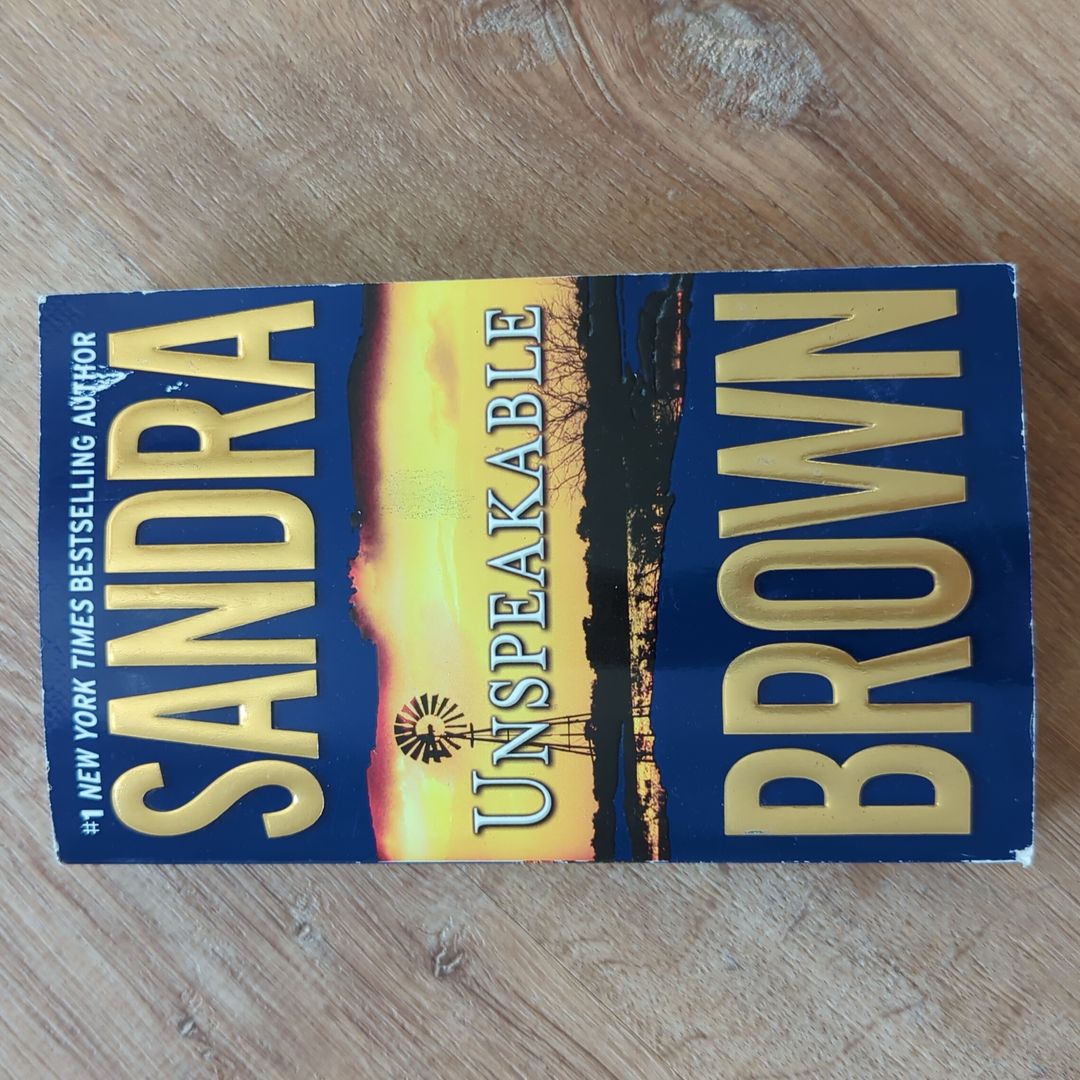 #1 NEW YORK TIMES BESTSELLING AUTHOR
SANDRA
UNSPEAKABLE
BROWN